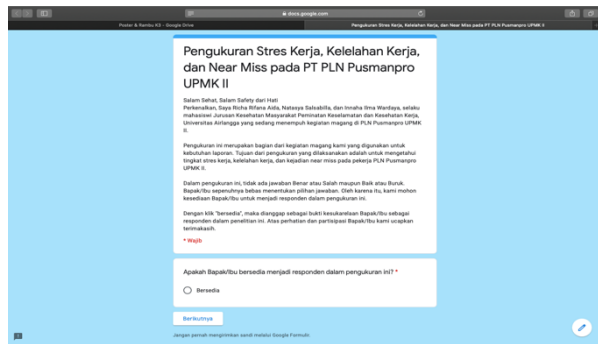 docs.google.com
Poster & Rambu K3 - Google Drive
Pengukuran Stres Kerja, Kelelahan Kerja, dan Near Miss pada PT PLN Pusmanpro UPMK II
Pengukuran Stres Kerja, Kelelahan Kerja,
dan Near Miss pada PT PLN Pusmanpro
UPMK II
Salam Sehat, Salam Safety dari Hati
Perkenalkan, Saya Richa Rifana Aida, Natasya Salsabilla, dan Innaha Ilma Wardaya, selaku
mahasiswi Jurusan Kesehatan Masyarakat Peminatan Keselamatan dan Kesehatan Kerja,
Universitas Airlangga yang sedang menempuh kegiatan magang di PLN Pusmanpro UPMK
II.
Pengukuran ini merupakan bagian dari kegiatan magang kami yang digunakan untuk
kebutuhan laporan. Tujuan dari pengukuran yang dilaksanakan adalah untuk mengetahui
tingkat stres kerja, kelelahan kerja, dan kejadian near miss pada pekerja PLN Pusmanpro
UPMK II.
Dalam pengukuran ini, tidak ada jawaban Benar atau Salah maupun Baik atau Buruk.
Bapak/Ibu sepenuhnya bebas menentukan pilihan jawaban. Oleh karena itu, kami mohon
kesediaan Bapak/Ibu untuk menjadi responden dalam pengukuran ini.
Dengan klik "bersedia", maka dianggap sebagai bukti kesukarelaan Bapak/Ibu sebagai
responden dalam penelitian ini. Atas perhatian dan partisipasi Bapak/Ibu kami ucapkan
terimakasih.
* Wajib
Apakah Bapak/Ibu bersedia menjadi responden dalam pengukuran ini? *
Bersedia
Berikutnya
Jangan pernah mengirimkan sandi melalui Google Formulir.